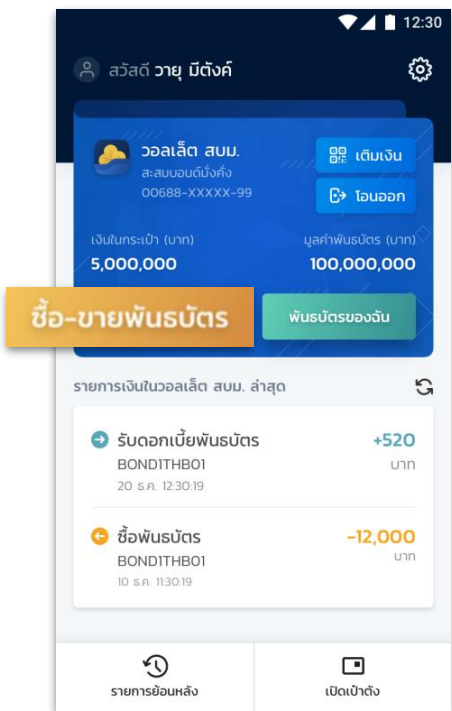 12:30
สวัสดี วายุ มีตังค์
วอลเล็ต สบม.
สะสมบอนด์มั่งคั่ง
00688-XXXXX-99
เติมเงิน
โอนออก
เงินในกระเป๋า (บาท)
5,000,000
มูลค่าพันธบัตร (บาท)
100,000,000
ซื้อ-ขายพันธบัตร
พันธบัตรของฉัน
รายการเงินในวอลเล็ต สบม. ล่าสุด
รับดอกเบี้ยพันธบัตร +520
BOND1THB01 บาท
20 ธ.ค. 12:30:19
ซื้อพันธบัตร -12,000
BOND1THB01 บาท
10 ธ.ค. 11:30:19
รายการย้อนหลัง
เปิดเป๋าตัง